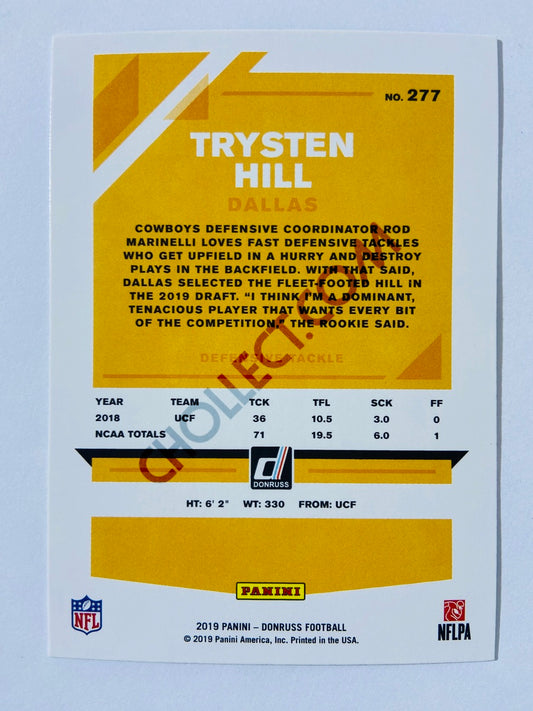 NO. 277
TRYSTEN
HILL
DALLAS
COWBOYS DEFENSIVE COORDINATOR ROD
MARINELLI LOVES FAST DEFENSIVE TACKLES
WHO GET UPFIELD IN A HURRY AND DESTROY
PLAYS IN THE BACKFIELD. WITH THAT SAID,
DALLAS SELECTED THE FLEET-FOOTED HILL IN
THE 2019 DRAFT. “I THINK I'M A DOMINANT,
TENACIOUS PLAYER THAT WANTS EVERY BIT
OF THE COMPETITION,” THE ROOKIE SAID.
DEFENSIVE TACKLE
CHOLLECT.COM
YEAR TEAM TCK TFL SCK FF
2018 UCF 36 10.5 3.0 0
NCAA TOTALS 71 19.5 6.0 1
d
DONRUSS
HT: 6' 2" WT: 330 FROM: UCF
PANINI
NFL
NFLPA
2019 PANINI – DONRUSS FOOTBALL
© 2019 Panini America, Inc. Printed in the USA.